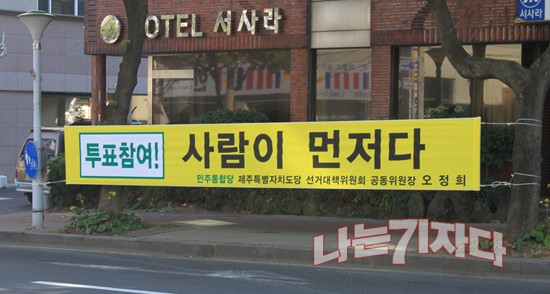 OTEL 서사라
서사라
투표참여! 사람이 먼저다
민주통합당 제주특별자치도당 선거대책위원회 공동위원장 오정희
나는기자다